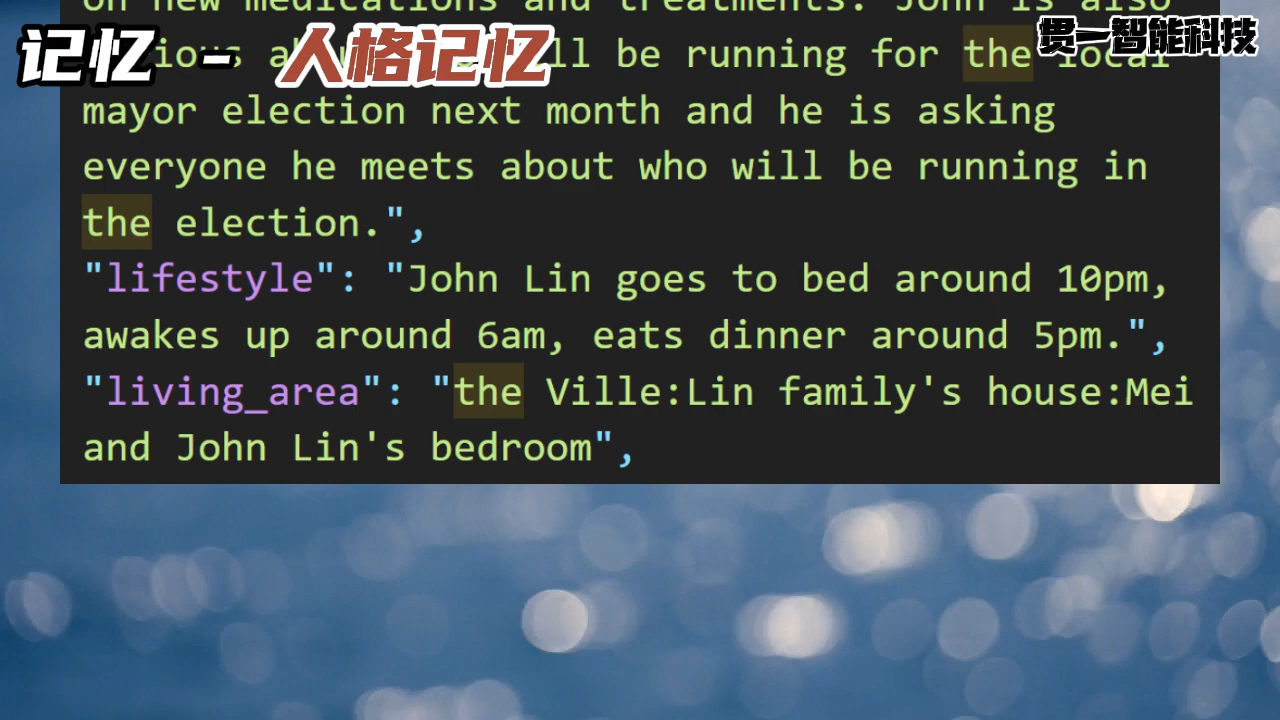 记忆 - 人格记忆
贯一智能科技
on new medications and treatments. John is also
will be running for the local
mayor election next month and he is asking
everyone he meets about who will be running in
the election.",
"lifestyle": "John Lin goes to bed around 10pm,
awakes up around 6am, eats dinner around 5pm.",
"living_area": "the Ville:Lin family's house:Mei
and John Lin's bedroom",